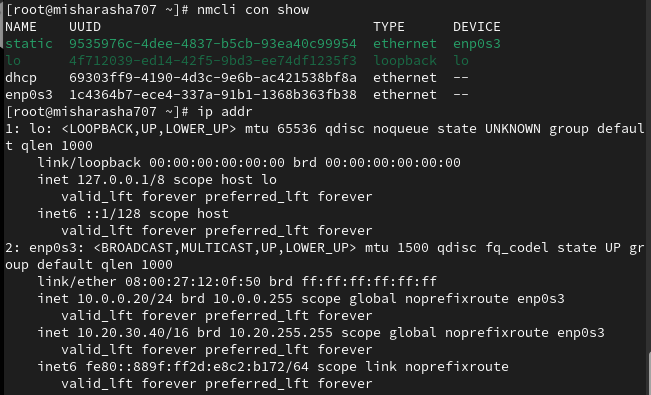 [root@misharasha707 ~]# nmcli con show
NAME    UUID                                  TYPE      DEVICE
static  9535976c-4dee-4837-b5cb-93ea40c99954  ethernet  enp0s3
lo      4f712039-ed14-42f5-9bd3-ee74df1235f3  loopback  lo
dhcp    69303ff9-4190-4d3c-9e6b-ac421538bf8a  ethernet  --
enp0s3  1c4364b7-ece4-337a-91b1-1368b363fb38  ethernet  --
[root@misharasha707 ~]# ip addr
1: lo: <LOOPBACK,UP,LOWER_UP> mtu 65536 qdisc noqueue state UNKNOWN group defaul
t qlen 1000
    link/loopback 00:00:00:00:00:00 brd 00:00:00:00:00:00
    inet 127.0.0.1/8 scope host lo
       valid_lft forever preferred_lft forever
    inet6 ::1/128 scope host
       valid_lft forever preferred_lft forever
2: enp0s3: <BROADCAST,MULTICAST,UP,LOWER_UP> mtu 1500 qdisc fq_codel state UP gr
oup default qlen 1000
    link/ether 08:00:27:12:0f:50 brd ff:ff:ff:ff:ff:ff
    inet 10.0.0.20/24 brd 10.0.0.255 scope global noprefixroute enp0s3
       valid_lft forever preferred_lft forever
    inet 10.20.30.40/16 brd 10.20.255.255 scope global noprefixroute enp0s3
       valid_lft forever preferred_lft forever
    inet6 fe80::889f:ff2d:e8c2:b172/64 scope link noprefixroute
       valid_lft forever preferred_lft forever